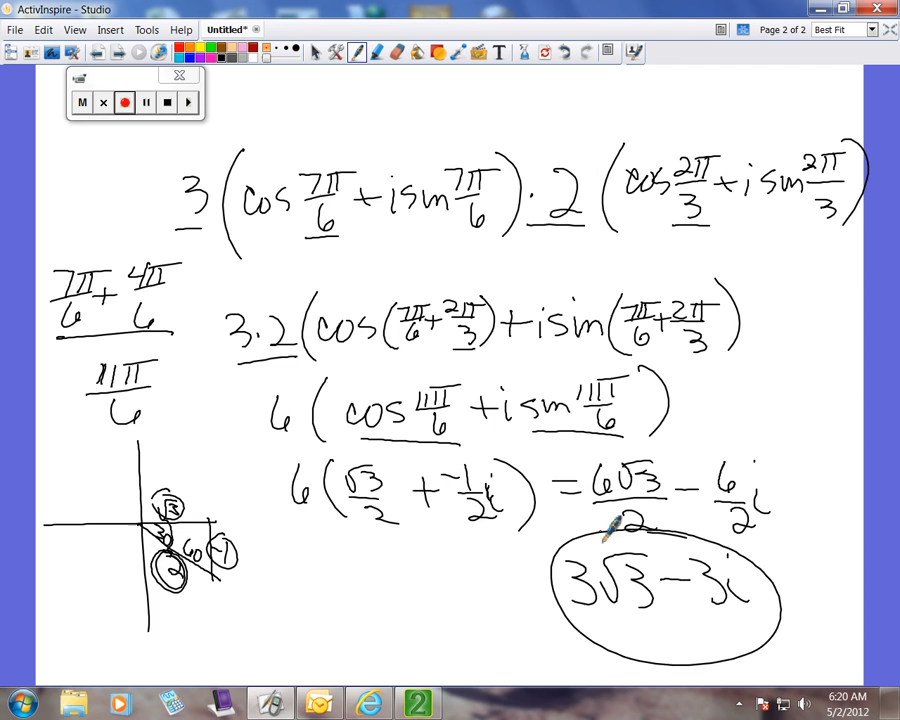 ActivInspire - Studio
File Edit View Insert Tools Help Untitled* Page 2 of 2 Best Fit
M
3 (cos 7π/6 + i sin 7π/6) · 2 (cos 2π/3 + i sin 2π/3)
7π/6 + 4π/6
3·2 (cos (7π/6 + 2π/3) + i sin (7π/6 + 2π/3))
11π/6
6 (cos 11π/6 + i sin 11π/6)
6 (√3/2 + -1/2 i) = 6√3/2 - 6/2 i
√3
30
60
-1
2
3√3 - 3i
2
6:20 AM
5/2/2012